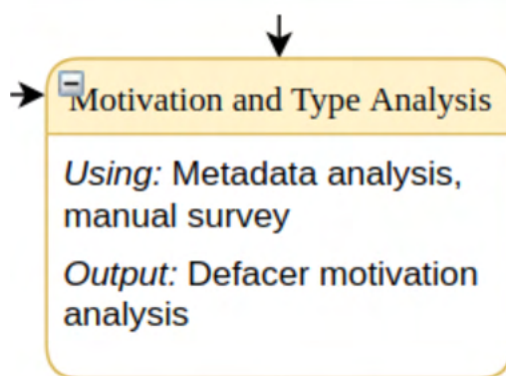 Motivation and Type Analysis
Using: Metadata analysis,
manual survey
Output: Defacer motivation
analysis